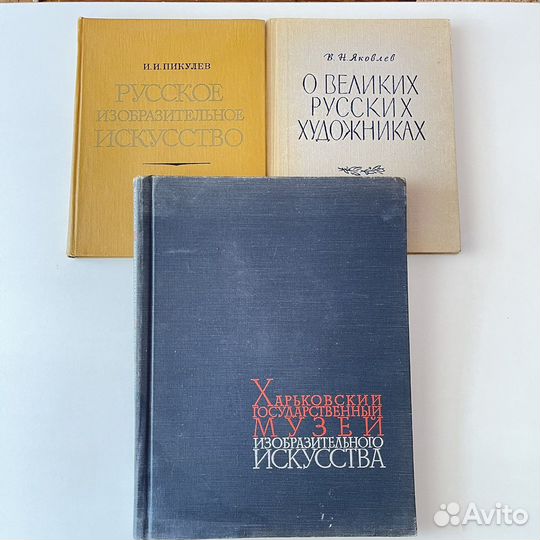 И. И. ПИКУЛЕВ
РУССКОЕ
ИЗОБРАЗИТЕЛЬНОЕ
ИСКУССТВО
В. Н. Яковлев
О ВЕЛИКИХ
РУССКИХ
ХУДОЖНИКАХ
ХАРЬКОВСКИЙ
ГОСУДАРСТВЕННЫЙ
МУЗЕЙ
ИЗОБРАЗИТЕЛЬНОГО
ИСКУССТВА
Avito